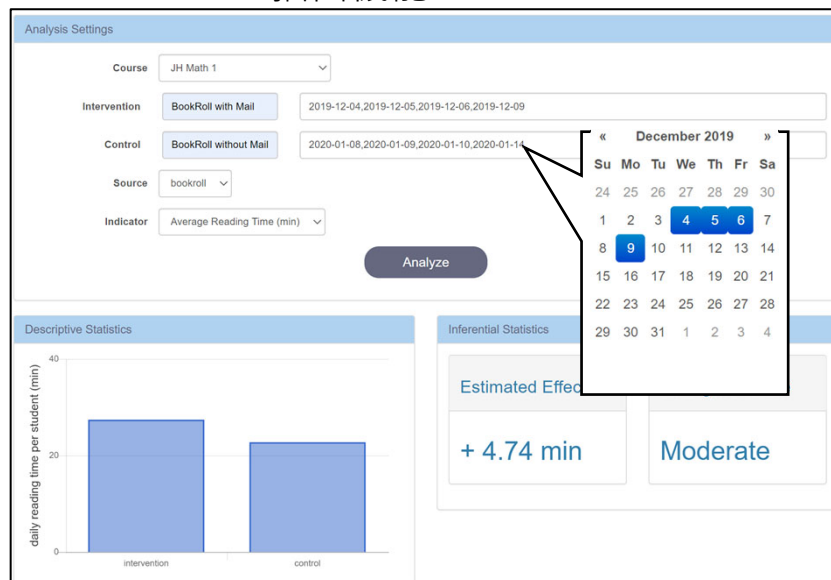 Analysis Settings
Course JH Math 1
Intervention BookRoll with Mail 2019-12-04,2019-12-05,2019-12-06,2019-12-09
Control BookRoll without Mail 2020-01-08,2020-01-09,2020-01-10,2020-01-14
Source bookroll
Indicator Average Reading Time (min)
Analyze
« December 2019 »
Su Mo Tu We Th Fr Sa
24 25 26 27 28 29 30
1 2 3 4 5 6 7
8 9 10 11 12 13 14
15 16 17 18 19 20 21
22 23 24 25 26 27 28
29 30 31 1 2 3 4
Descriptive Statistics
40
20
0
daily reading time per student (min)
intervention control
Inferential Statistics
Estimated Effec
+ 4.74 min
Moderate